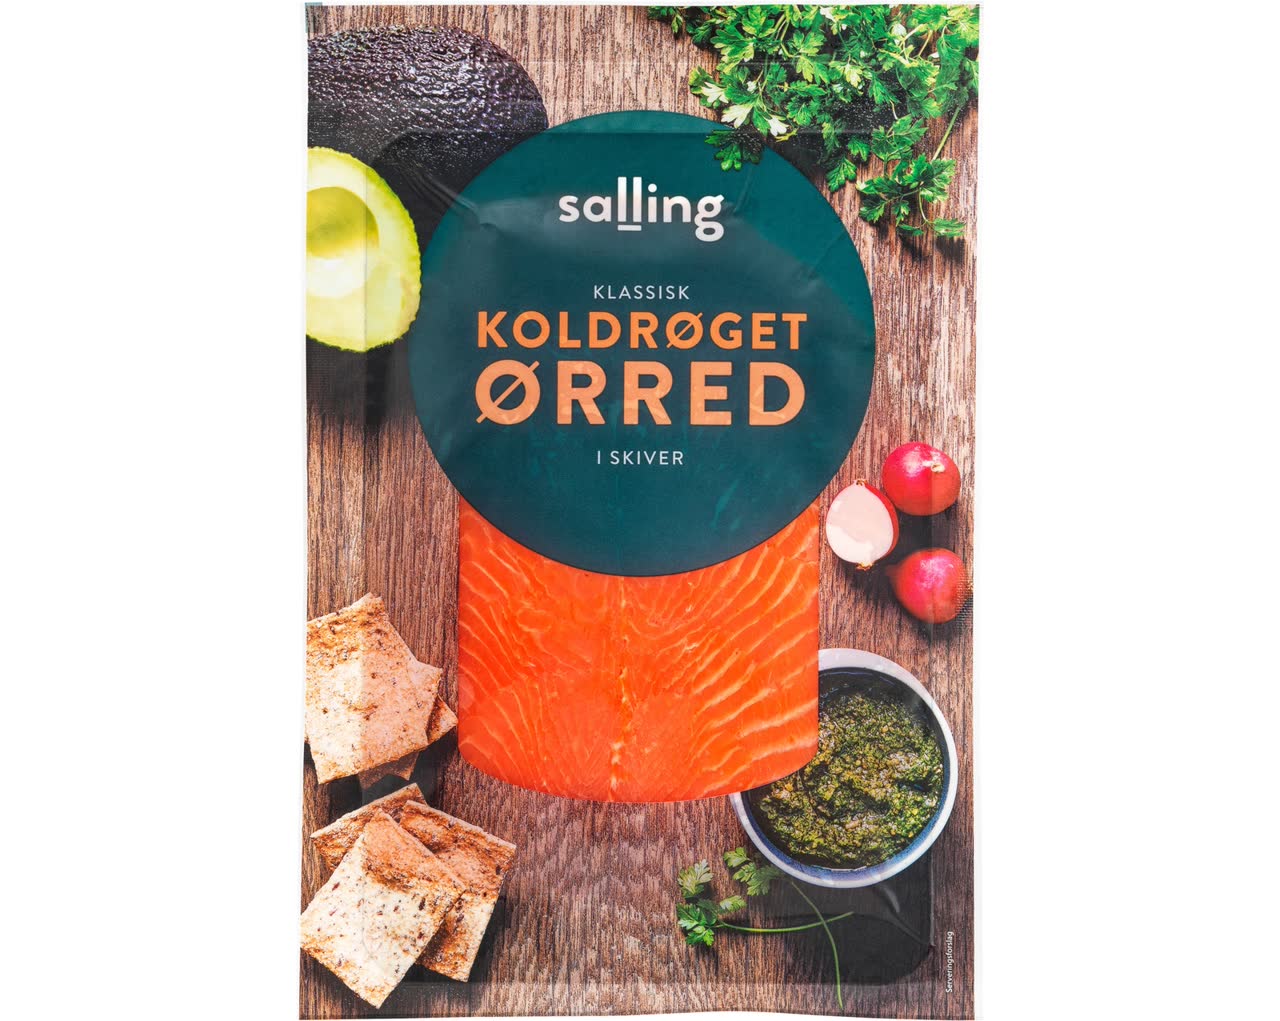 salling
KLASSISK
KOLDRØGET
ØRRED
I SKIVER
Serveringsforslag